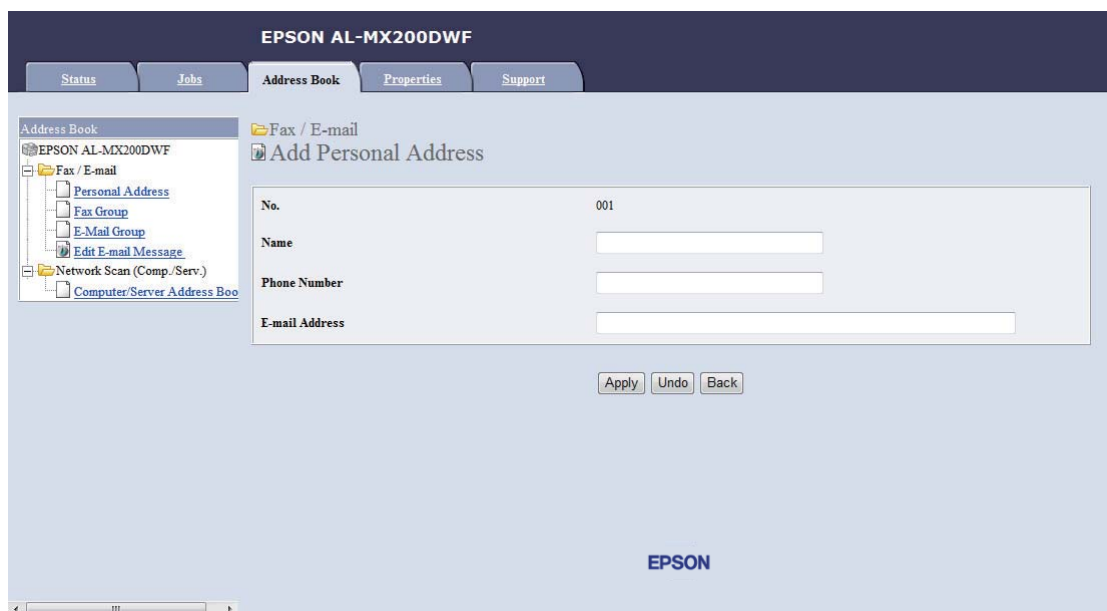 EPSON AL-MX200DWF
Status Jobs Address Book Properties Support
Address Book
EPSON AL-MX200DWF
Fax / E-mail
Personal Address
Fax Group
E-Mail Group
Edit E-mail Message
Network Scan (Comp./Serv.)
Computer/Server Address Boo
Fax / E-mail
Add Personal Address
No. 001
Name
Phone Number
E-mail Address
Apply Undo Back
EPSON